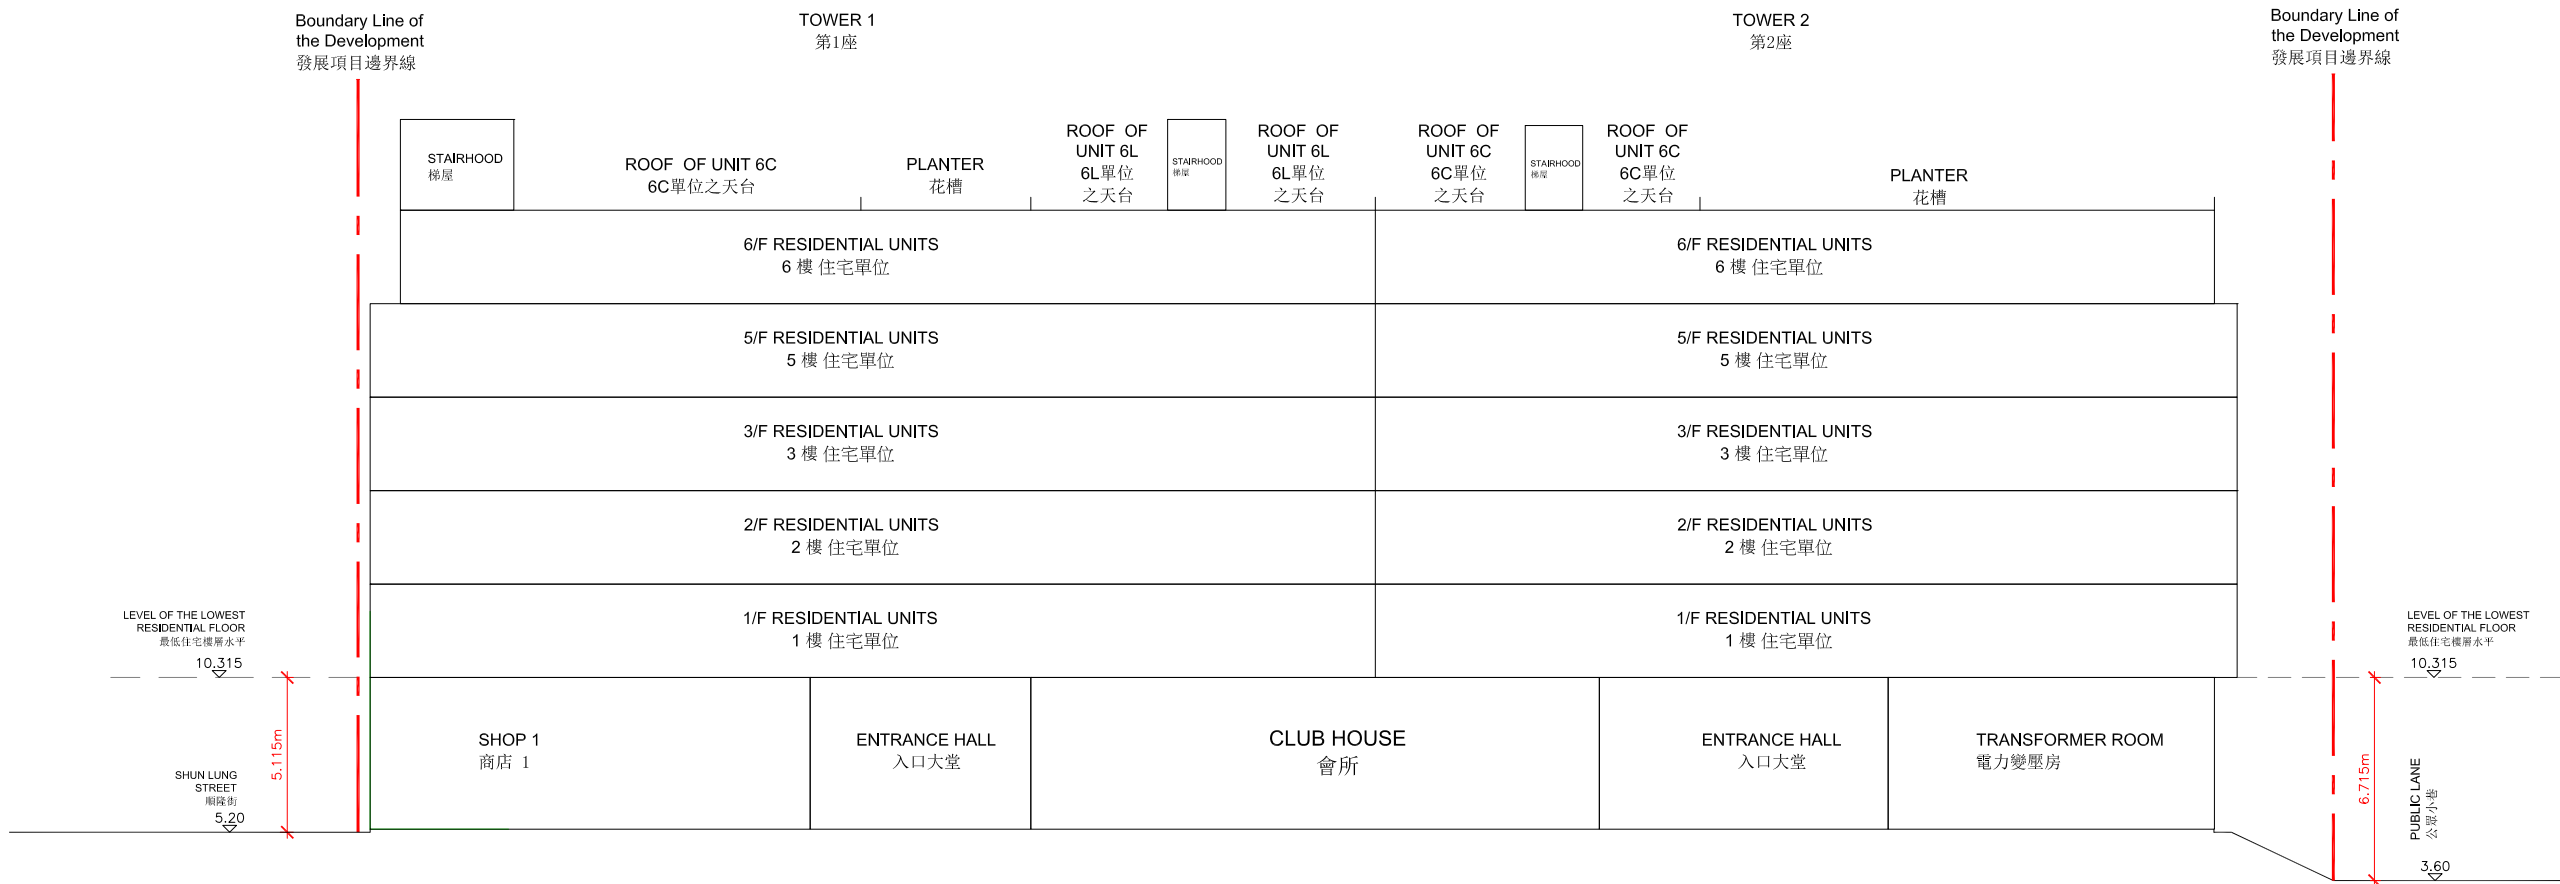 Boundary Line of
the Development
發展項目邊界線
TOWER 1
第1座
TOWER 2
第2座
Boundary Line of
the Development
發展項目邊界線
STAIRHOOD
梯屋
ROOF OF UNIT 6C
6C單位之天台
PLANTER
花槽
ROOF OF
UNIT 6L
6L單位
之天台
STAIRHOOD
梯屋
ROOF OF
UNIT 6L
6L單位
之天台
ROOF OF
UNIT 6C
6C單位
之天台
STAIRHOOD
梯屋
ROOF OF
UNIT 6C
6C單位
之天台
PLANTER
花槽
6/F RESIDENTIAL UNITS
6 樓 住宅單位
6/F RESIDENTIAL UNITS
6 樓 住宅單位
5/F RESIDENTIAL UNITS
5 樓 住宅單位
5/F RESIDENTIAL UNITS
5 樓 住宅單位
3/F RESIDENTIAL UNITS
3 樓 住宅單位
3/F RESIDENTIAL UNITS
3 樓 住宅單位
2/F RESIDENTIAL UNITS
2 樓 住宅單位
2/F RESIDENTIAL UNITS
2 樓 住宅單位
LEVEL OF THE LOWEST
RESIDENTIAL FLOOR
最低住宅樓層水平
10.315
1/F RESIDENTIAL UNITS
1 樓 住宅單位
1/F RESIDENTIAL UNITS
1 樓 住宅單位
LEVEL OF THE LOWEST
RESIDENTIAL FLOOR
最低住宅樓層水平
10.315
SHUN LUNG
STREET
順隆街
5.20
5.115m
SHOP 1
商店 1
ENTRANCE HALL
入口大堂
CLUB HOUSE
會所
ENTRANCE HALL
入口大堂
TRANSFORMER ROOM
電力變壓房
6.715m
PUBLIC LANE
公眾小巷
3.60